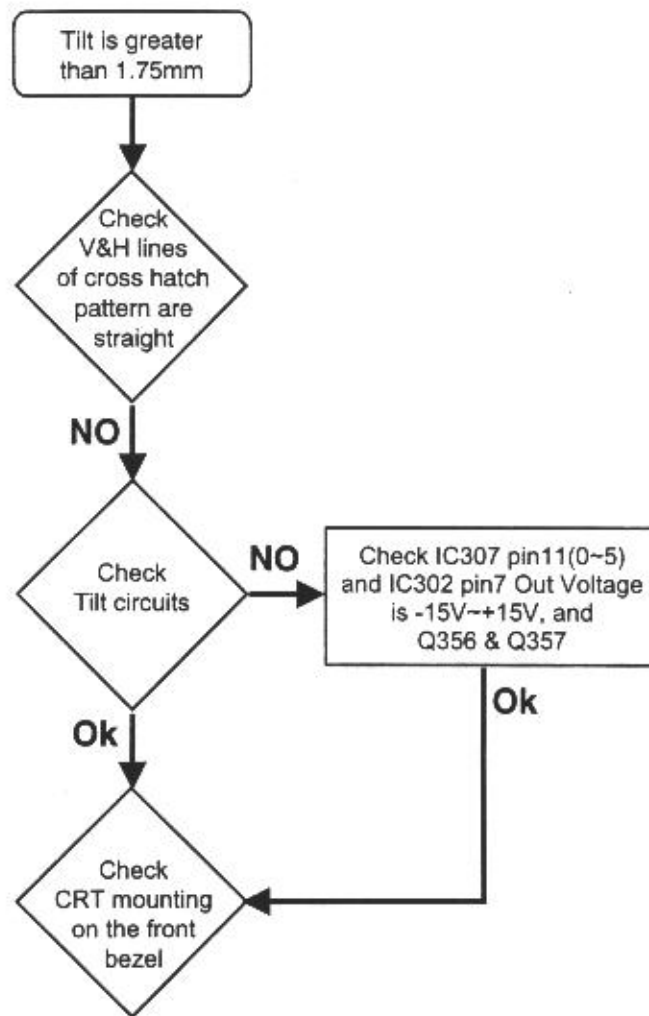 Tilt is greater
than 1.75mm
Check
V&H lines
of cross hatch
pattern are
straight
NO
Check
Tilt circuits
NO
Check IC307 pin11(0~5)
and IC302 pin7 Out Voltage
is -15V~+15V, and
Q356 & Q357
Ok
Ok
Check
CRT mounting
on the front
bezel